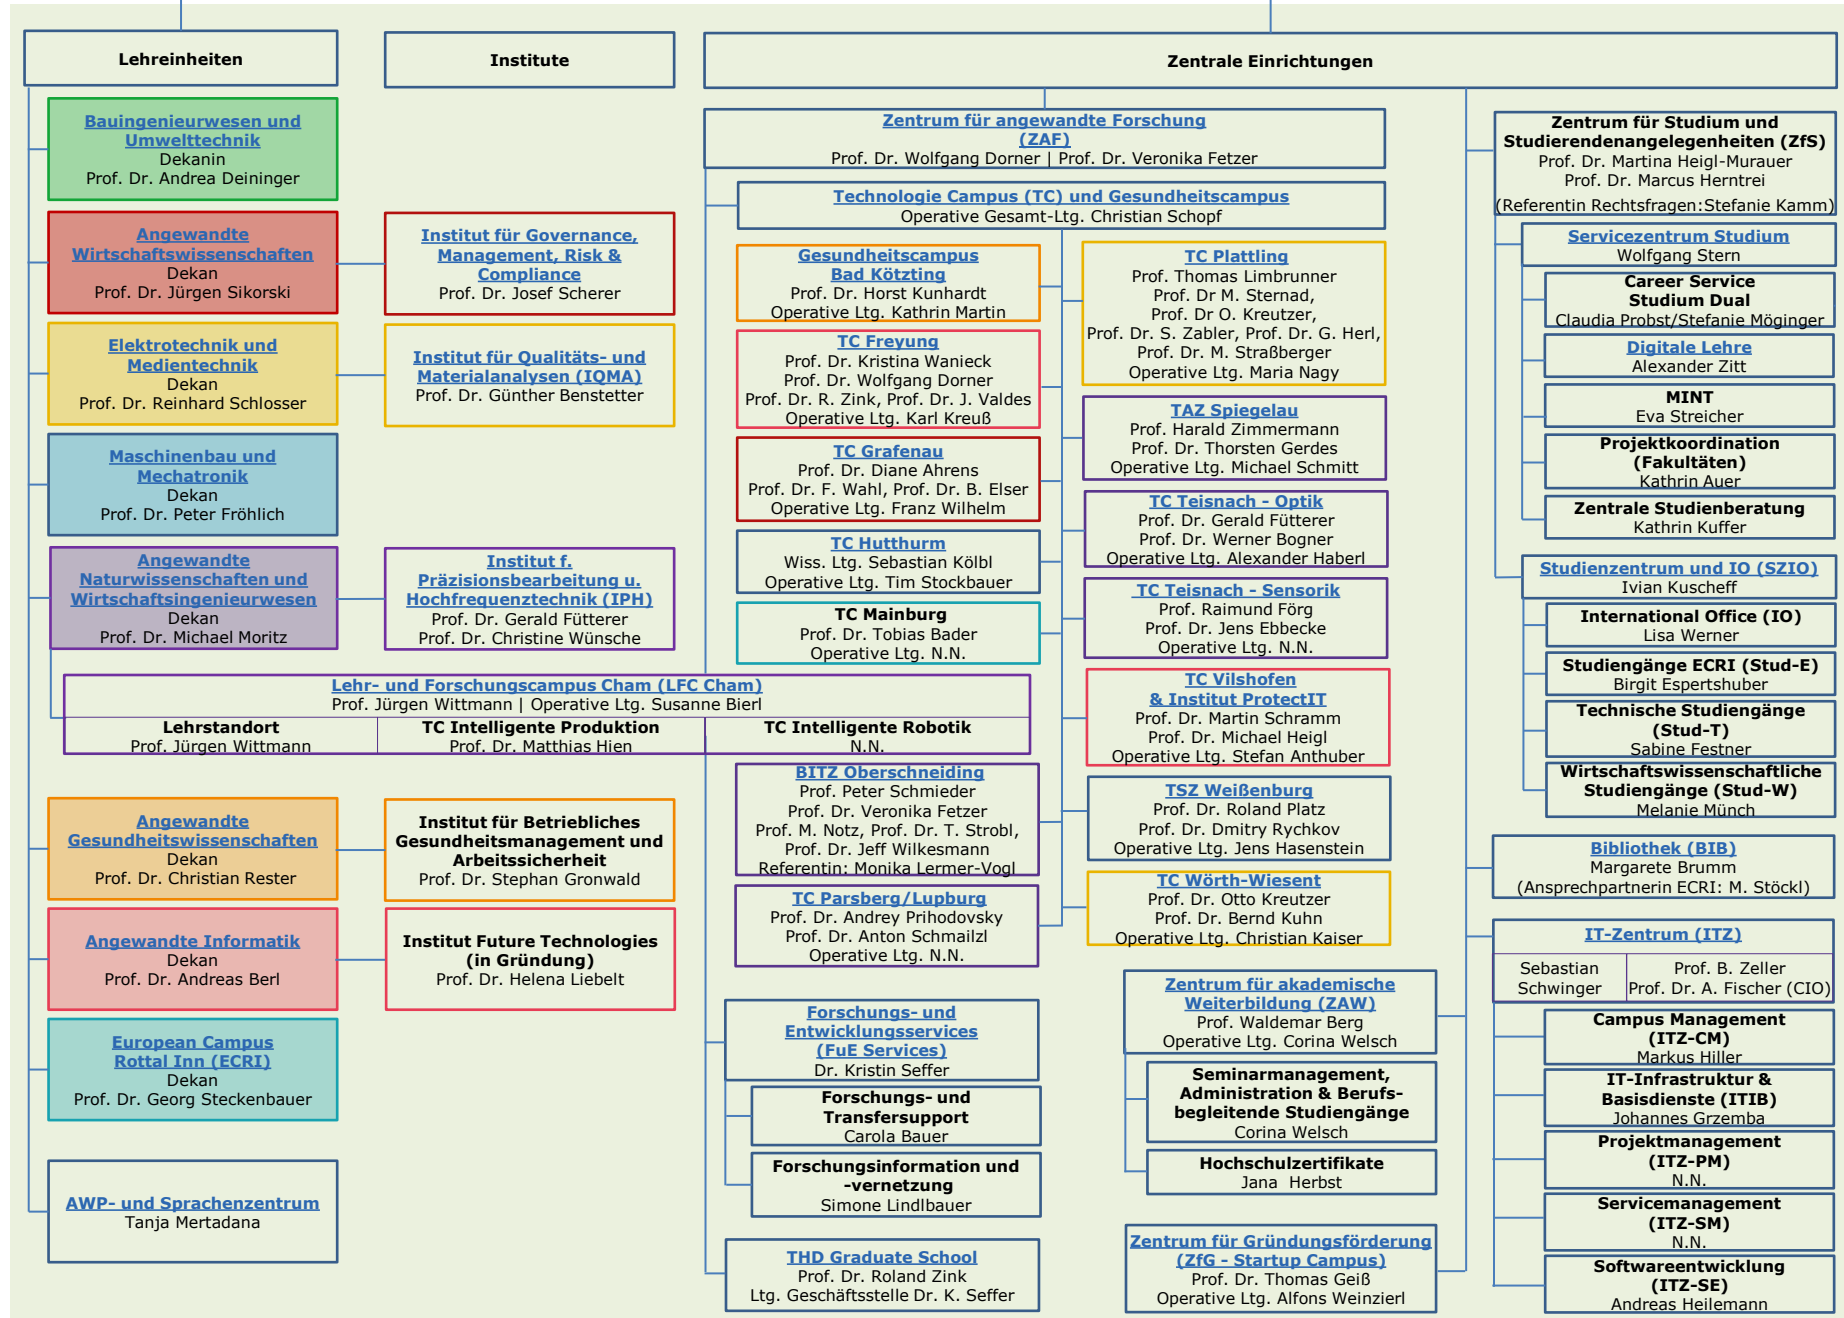 Lehreinheiten
Bauingenieurwesen und
Umwelttechnik
Dekanin
Prof. Dr. Andrea Deininger
Angewandte
Wirtschaftswissenschaften
Dekan
Prof. Dr. Jürgen Sikorski
Elektrotechnik und
Medientechnik
Dekan
Prof. Dr. Reinhard Schlosser
Maschinenbau und
Mechatronik
Dekan
Prof. Dr. Peter Fröhlich
Angewandte
Naturwissenschaften und
Wirtschaftsingenieurwesen
Dekan
Prof. Dr. Michael Moritz
Institute
Institut für Governance,
Management, Risk &
Compliance
Prof. Dr. Josef Scherer
Institut für Qualitäts- und
Materialanalysen (IQMA)
Prof. Dr. Günther Benstetter
Institut f.
Präzisionsbearbeitung u.
Hochfrequenztechnik (IPH)
Prof. Dr. Gerald Fütterer
Prof. Dr. Christine Wünsche
Lehr- und Forschungscampus Cham (LFC Cham)
Prof. Jürgen Wittmann | Operative Ltg. Susanne Bierl
Lehrstandort
Prof. Jürgen Wittmann
TC Intelligente Produktion
Prof. Dr. Matthias Hien
TC Intelligente Robotik
N.N.
Angewandte
Gesundheitswissenschaften
Dekan
Prof. Dr. Christian Rester
Institut für Betriebliches
Gesundheitsmanagement und
Arbeitssicherheit
Prof. Dr. Stephan Gronwald
Angewandte Informatik
Dekan
Prof. Dr. Andreas Berl
Institut Future Technologies
(in Gründung)
Prof. Dr. Helena Liebelt
European Campus
Rottal Inn (ECRI)
Dekan
Prof. Dr. Georg Steckenbauer
AWP- und Sprachenzentrum
Tanja Mertadana
Zentrale Einrichtungen
Zentrum für angewandte Forschung
(ZAF)
Prof. Dr. Wolfgang Dorner | Prof. Dr. Veronika Fetzer
Technologie Campus (TC) und Gesundheitscampus
Operative Gesamt-Ltg. Christian Schopf
Gesundheitscampus
Bad Kötzting
Prof. Dr. Horst Kunhardt
Operative Ltg. Kathrin Martin
TC Freyung
Prof. Dr. Kristina Wanieck
Prof. Dr. Wolfgang Dorner
Prof. Dr. R. Zink, Prof. Dr. J. Valdes
Operative Ltg. Karl Kreuß
TC Grafenau
Prof. Dr. Diane Ahrens
Prof. Dr. F. Wahl, Prof. Dr. B. Elser
Operative Ltg. Franz Wilhelm
TC Hutthurm
Wiss. Ltg. Sebastian Kölbl
Operative Ltg. Tim Stockbauer
TC Mainburg
Prof. Dr. Tobias Bader
Operative Ltg. N.N.
BITZ Oberschneiding
Prof. Peter Schmieder
Prof. Dr. Veronika Fetzer
Prof. M. Notz, Prof. Dr. T. Strobl,
Prof. Dr. Jeff Wilkesmann
Referentin: Monika Lermer-Vogl
TC Parsberg/Lupburg
Prof. Dr. Andrey Prihodovsky
Prof. Dr. Anton Schmailzl
Operative Ltg. N.N.
TC Plattling
Prof. Thomas Limbrunner
Prof. Dr M. Sternad,
Prof. Dr O. Kreutzer,
Prof. Dr. S. Zabler, Prof. Dr. G. Herl,
Prof. Dr. M. Straßberger
Operative Ltg. Maria Nagy
TAZ Spiegelau
Prof. Harald Zimmermann
Prof. Dr. Thorsten Gerdes
Operative Ltg. Michael Schmitt
TC Teisnach - Optik
Prof. Dr. Gerald Fütterer
Prof. Dr. Werner Bogner
Operative Ltg. Alexander Haberl
TC Teisnach - Sensorik
Prof. Raimund Förg
Prof. Dr. Jens Ebbecke
Operative Ltg. N.N.
TC Vilshofen
& Institut ProtectIT
Prof. Dr. Martin Schramm
Prof. Dr. Michael Heigl
Operative Ltg. Stefan Anthuber
TSZ Weißenburg
Prof. Dr. Roland Platz
Prof. Dr. Dmitry Rychkov
Operative Ltg. Jens Hasenstein
TC Wörth-Wiesent
Prof. Dr. Otto Kreutzer
Prof. Dr. Bernd Kuhn
Operative Ltg. Christian Kaiser
Forschungs- und
Entwicklungsservices
(FuE Services)
Dr. Kristin Seffer
Forschungs- und
Transfersupport
Carola Bauer
Forschungsinformation und
-vernetzung
Simone Lindlbauer
THD Graduate School
Prof. Dr. Roland Zink
Ltg. Geschäftsstelle Dr. K. Seffer
Zentrum für akademische
Weiterbildung (ZAW)
Prof. Waldemar Berg
Operative Ltg. Corina Welsch
Seminarmanagement,
Administration & Berufs-
begleitende Studiengänge
Corina Welsch
Hochschulzertifikate
Jana Herbst
Zentrum für Gründungsförderung
(ZfG - Startup Campus)
Prof. Dr. Thomas Geiß
Operative Ltg. Alfons Weinzierl
Zentrum für Studium und
Studierendenangelegenheiten (ZfS)
Prof. Dr. Martina Heigl-Murauer
Prof. Dr. Marcus Herntrei
(Referentin Rechtsfragen:Stefanie Kamm)
Servicezentrum Studium
Wolfgang Stern
Career Service
Studium Dual
Claudia Probst/Stefanie Möginger
Digitale Lehre
Alexander Zitt
MINT
Eva Streicher
Projektkoordination
(Fakultäten)
Kathrin Auer
Zentrale Studienberatung
Kathrin Kuffer
Studienzentrum und IO (SZIO)
Ivian Kuscheff
International Office (IO)
Lisa Werner
Studiengänge ECRI (Stud-E)
Birgit Espertshuber
Technische Studiengänge
(Stud-T)
Sabine Festner
Wirtschaftswissenschaftliche
Studiengänge (Stud-W)
Melanie Münch
Bibliothek (BIB)
Margarete Brumm
(Ansprechpartnerin ECRI: M. Stöckl)
IT-Zentrum (ITZ)
Sebastian
Schwinger
Prof. B. Zeller
Prof. Dr. A. Fischer (CIO)
Campus Management
(ITZ-CM)
Markus Hiller
IT-Infrastruktur &
Basisdienste (ITIB)
Johannes Grzemba
Projektmanagement
(ITZ-PM)
N.N.
Servicemanagement
(ITZ-SM)
N.N.
Softwareentwicklung
(ITZ-SE)
Andreas Heilemann